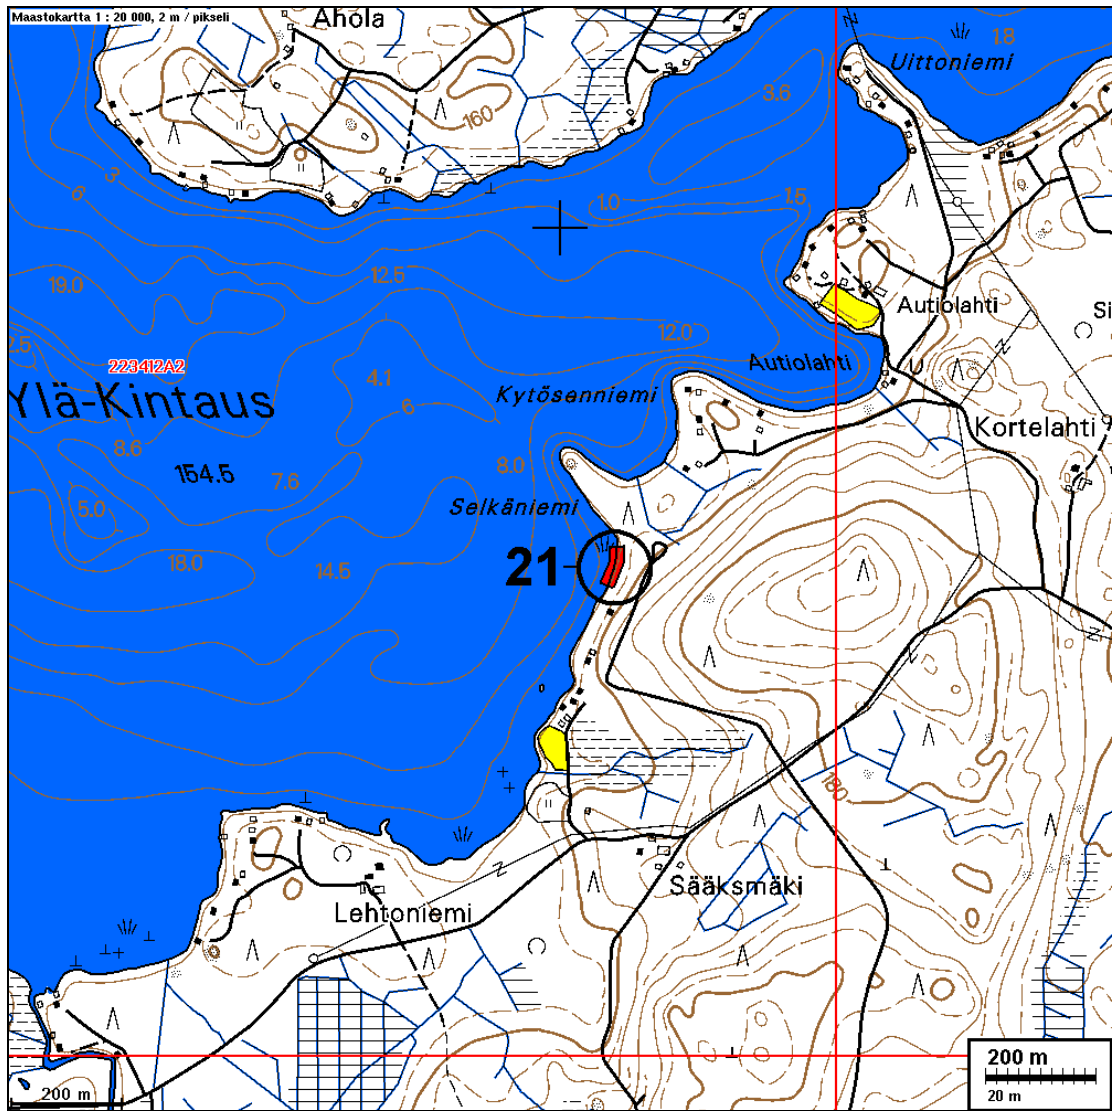 Maastokartta 1 : 20 000, 2 m / pikseli
Ahola
1.8
Uittoniemi
3.6
160
3
6
1.0
1.5
12.5
19.0
Autiolahti
Si
12.0
2.5
223412A2
Autiolahti
4.1
Kytösenniemi
Ylä-Kintaus
6
Kortelahti
8.6
8.0
154.5
7.6
5.0
Selkäniemi
18.0
14.5
21
180
Sääksmäki
Lehtoniemi
200 m
20 m
200 m